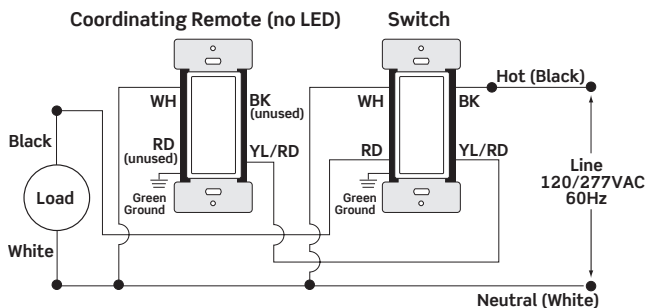 Coordinating Remote (no LED)
Switch
Hot (Black)
WH
BK
(unused)
WH
BK
Black
RD
(unused)
YL/RD
RD
YL/RD
Line
120/277VAC
60Hz
Load
Green
Ground
Green
Ground
White
Neutral (White)